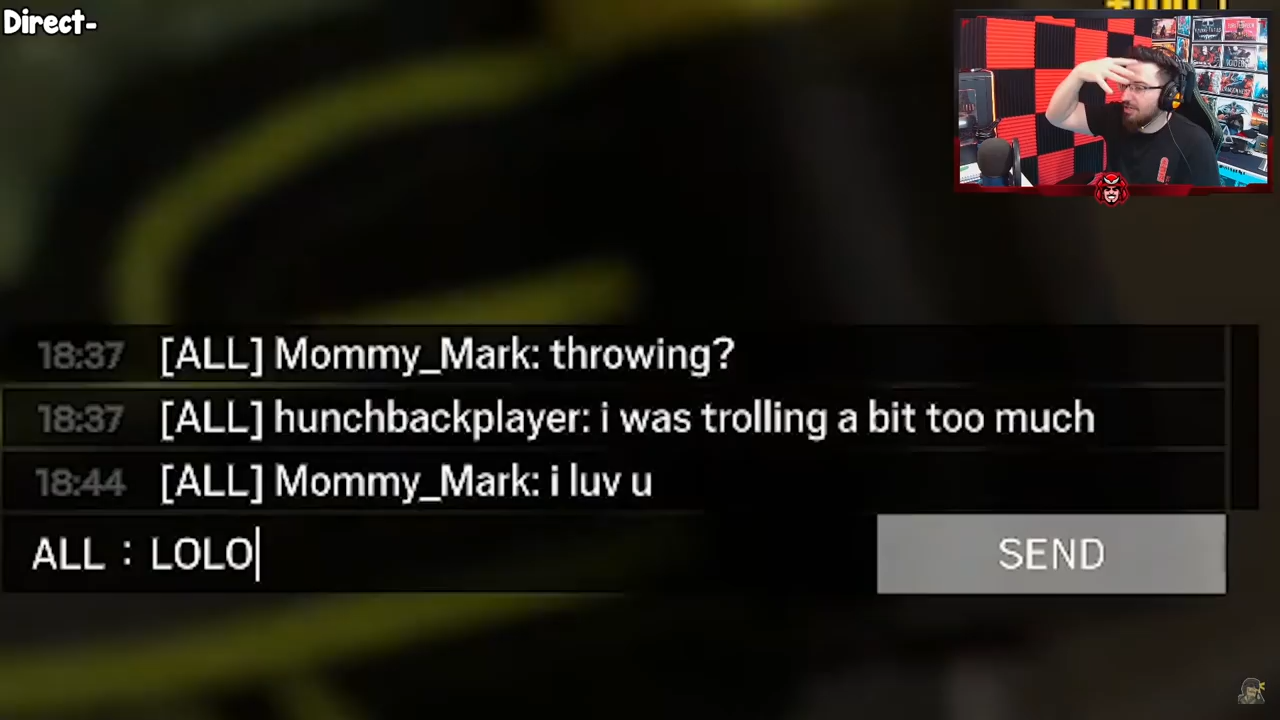 Direct-
18:37 [ALL] Mommy_Mark: throwing?
18:37 [ALL] hunchbackplayer: i was trolling a bit too much
18:44 [ALL] Mommy_Mark: i luv u
ALL : LOLO
SEND